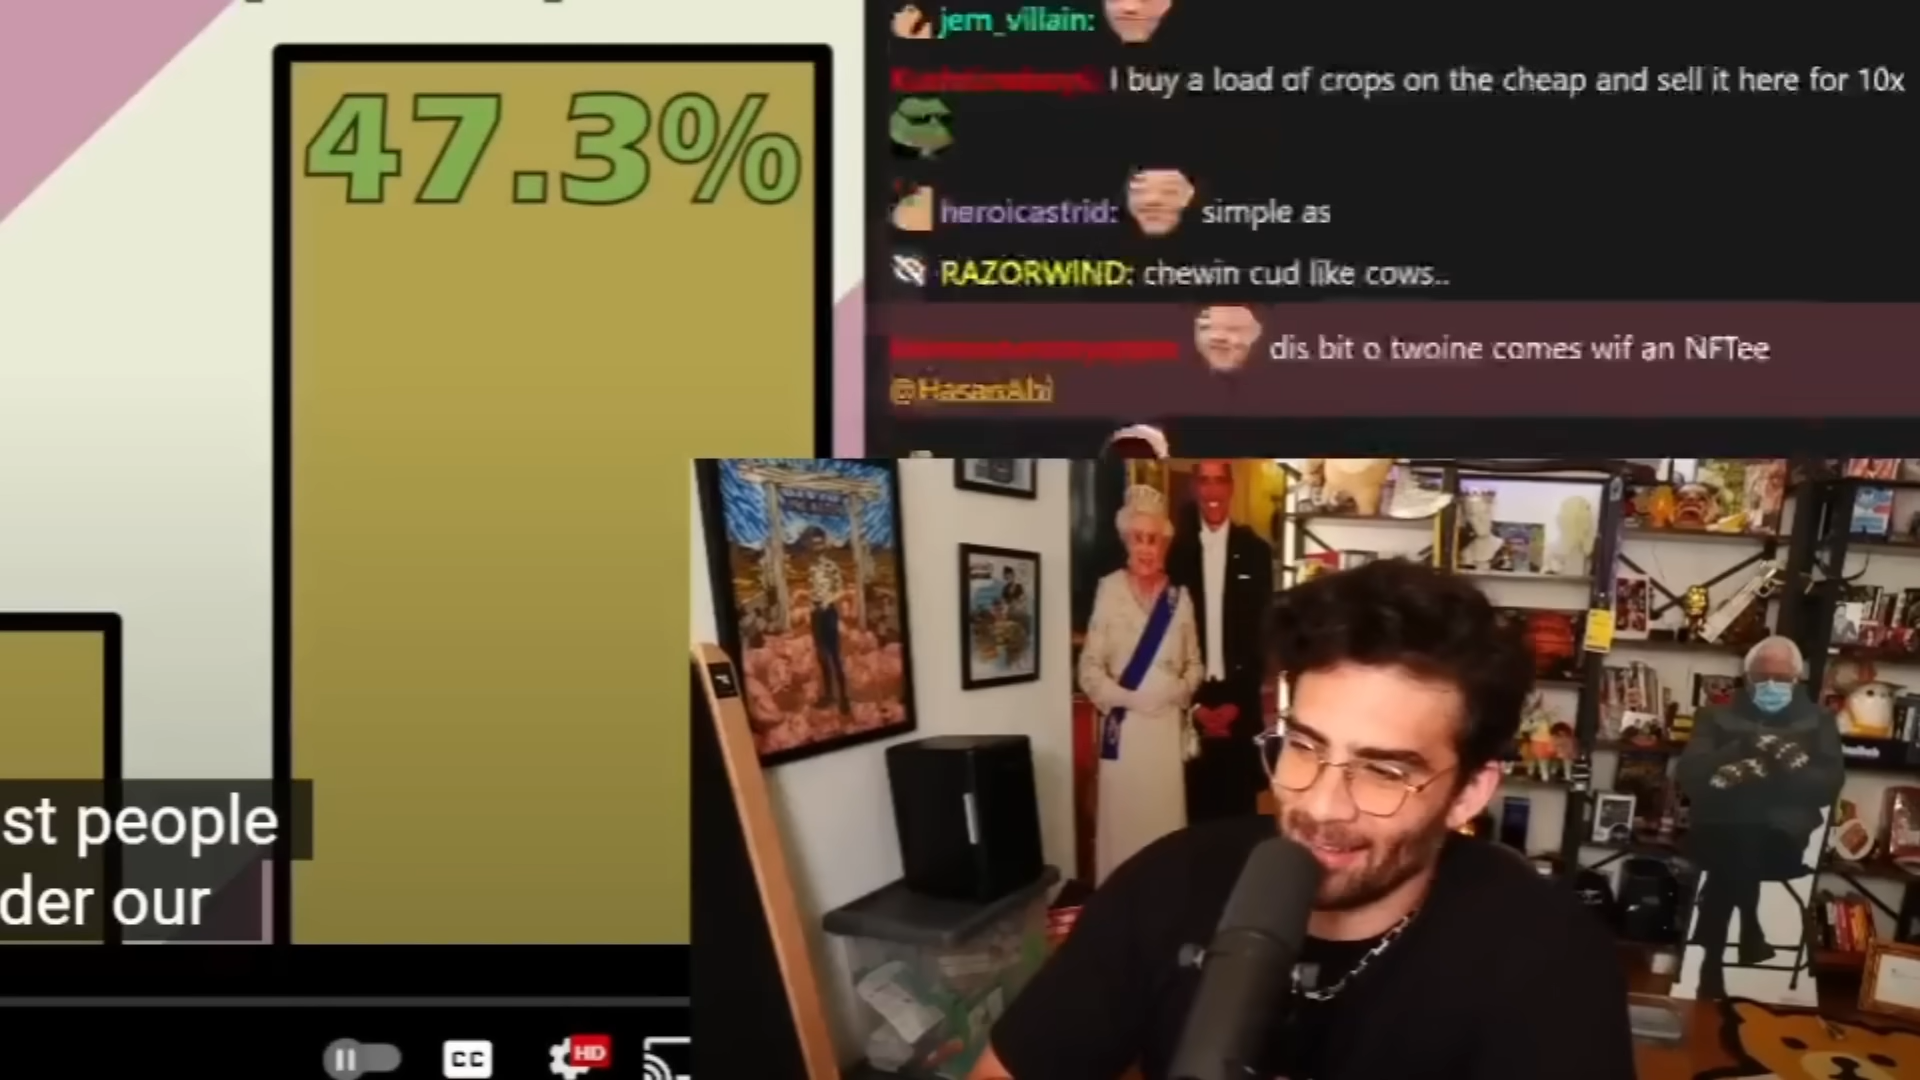 47.3%
jem_villain:
I buy a load of crops on the cheap and sell it here for 10x
heroicastrid: simple as
RAZORWIND: chewin cud like cows..
dis bit o twoine comes wif an NFTee
@HasanAbi
st people
der our
CC
HD